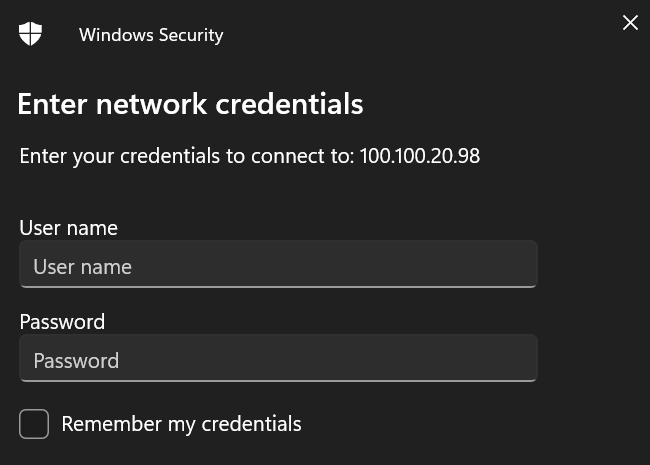 Windows Security
Enter network credentials
Enter your credentials to connect to: 100.100.20.98
User name
User name
Password
Password
Remember my credentials